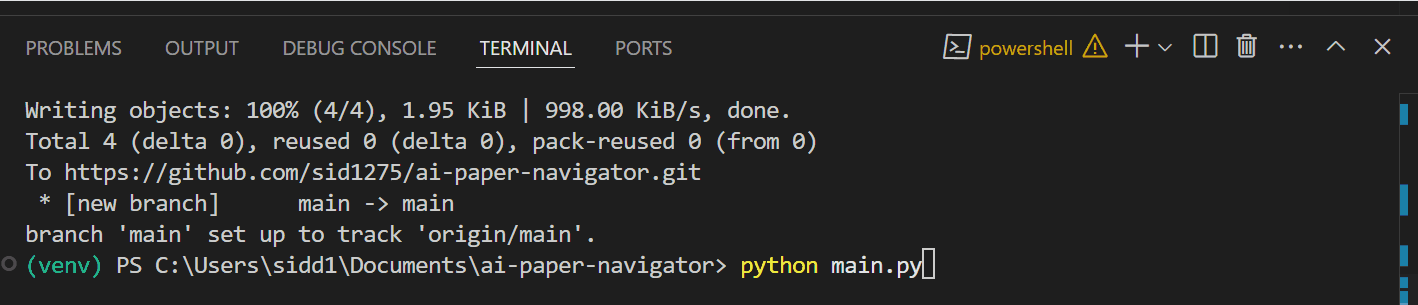 PROBLEMS OUTPUT DEBUG CONSOLE TERMINAL PORTS powershell
Writing objects: 100% (4/4), 1.95 KiB | 998.00 KiB/s, done.
Total 4 (delta 0), reused 0 (delta 0), pack-reused 0 (from 0)
To https://github.com/sid1275/ai-paper-navigator.git
 * [new branch]      main -> main
branch 'main' set up to track 'origin/main'.
(venv) PS C:\Users\sidd1\Documents\ai-paper-navigator> python main.py